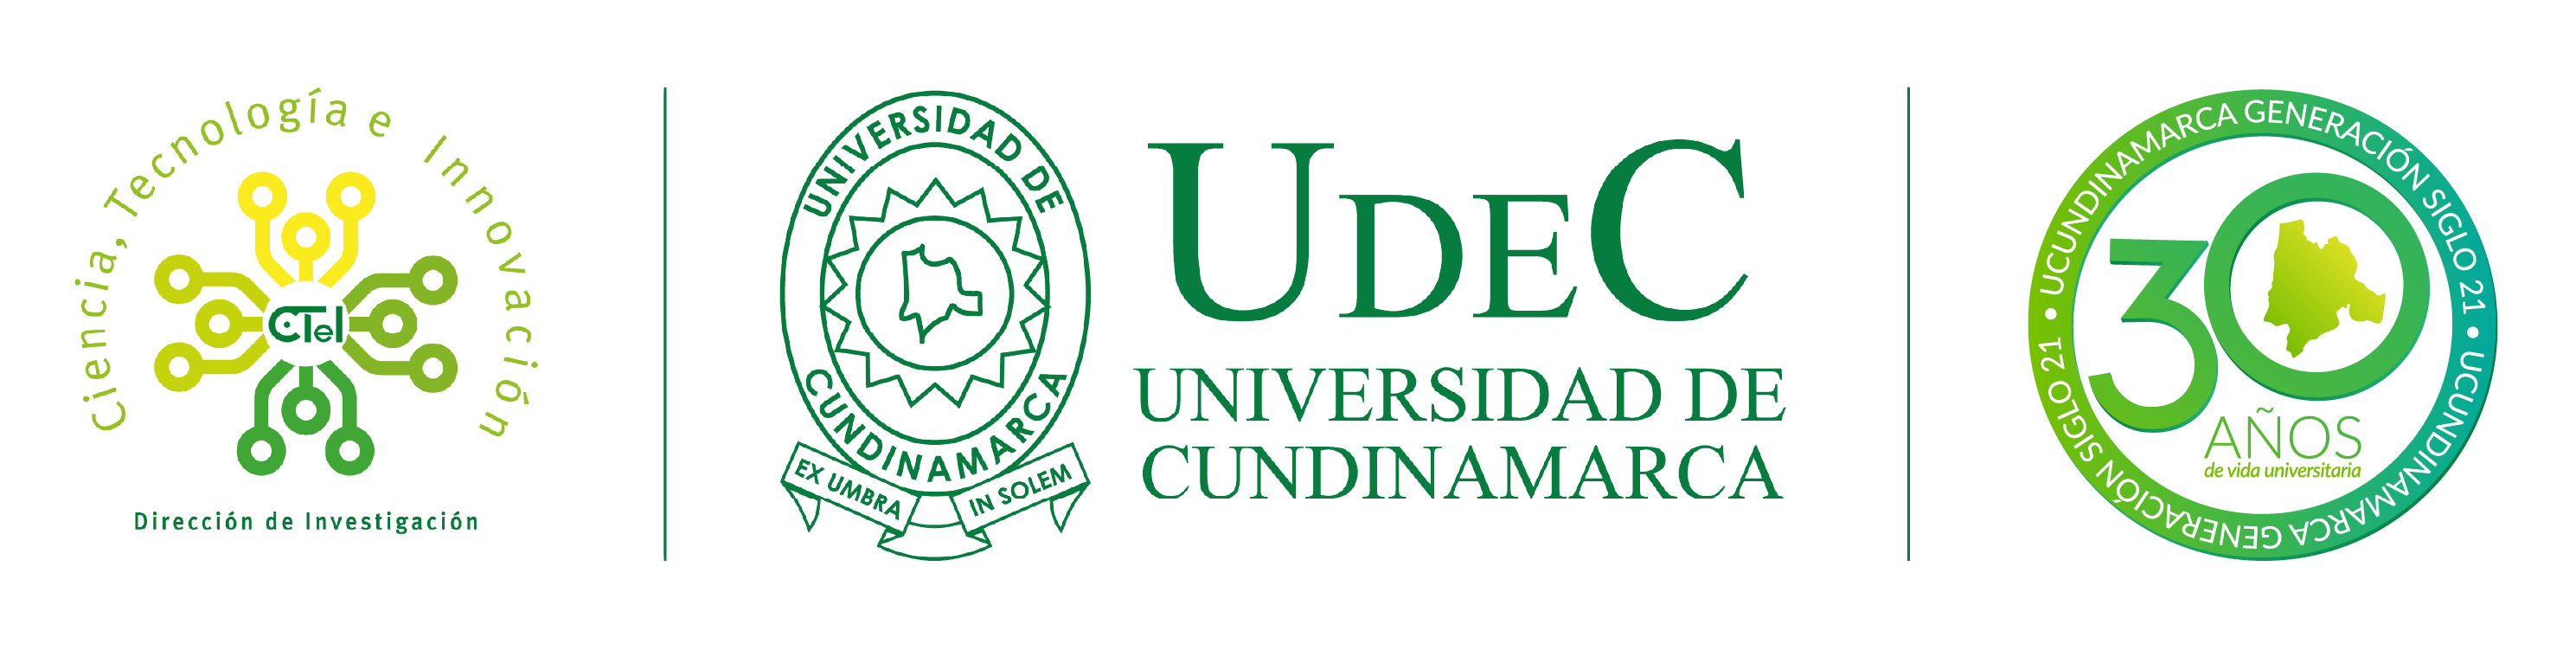 Ciencia, Tecnología e Innovación
CTeI
Dirección de Investigación
UNIVERSIDAD DE
CUNDINAMARCA
EX UMBRA
IN SOLEM
UDEC
UNIVERSIDAD DE
CUNDINAMARCA
UCUNDINAMARCA GENERACIÓN SIGLO 21 •
UCUNDINAMARCA GENERACIÓN SIGLO 21 •
30
AÑOS
de vida universitaria